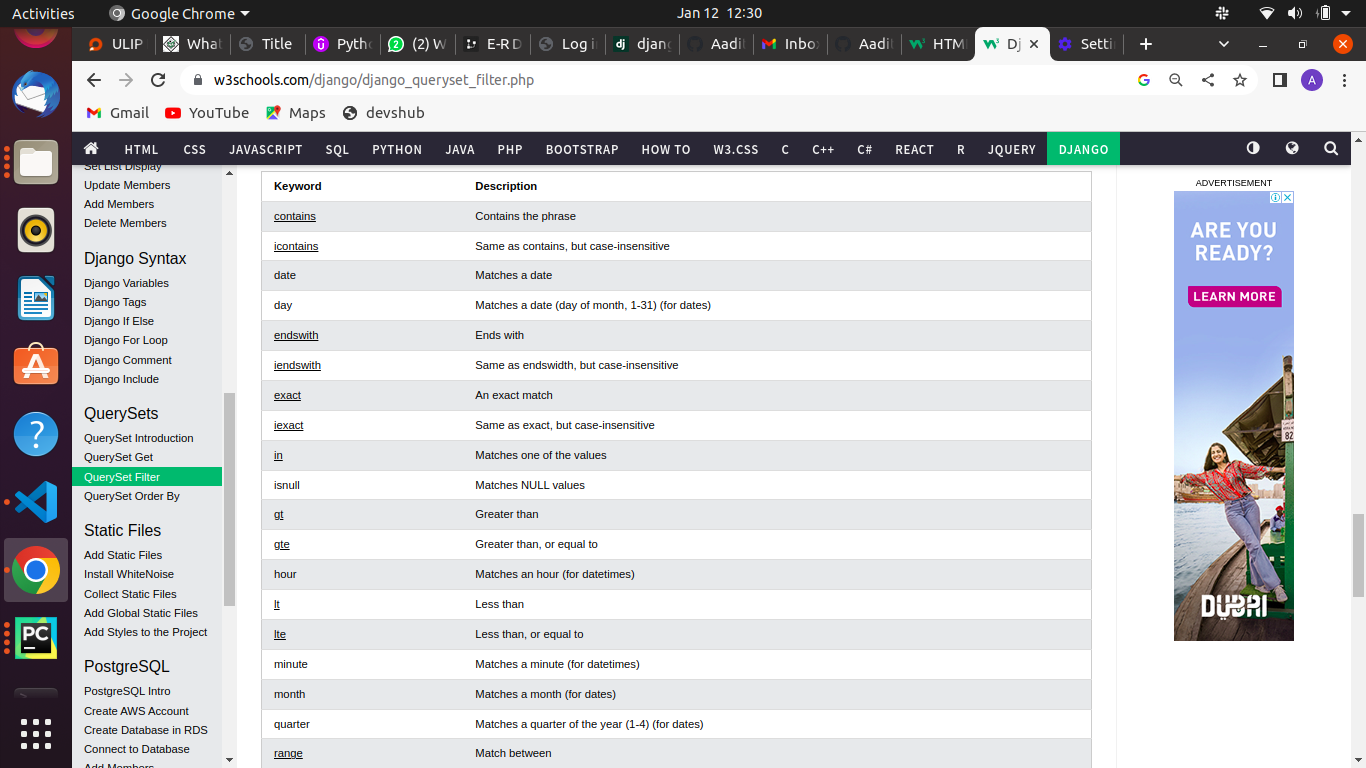 Activities
Google Chrome
Jan 12 12:30
ULIP
What
Title
Pytho
(2) W
E-R D
Log i
djang
Aadit
Inbo
Aadit
HTM
Dj
Setti
w3schools.com/django/django_queryset_filter.php
A
Gmail
YouTube
Maps
devshub
HTML
CSS
JAVASCRIPT
SQL
PYTHON
JAVA
PHP
BOOTSTRAP
HOW TO
W3.CSS
C
C++
C#
REACT
R
JQUERY
DJANGO
Set List Display
Update Members
Add Members
Delete Members
Django Syntax
Django Variables
Django Tags
Django If Else
Django For Loop
Django Comment
Django Include
QuerySets
QuerySet Introduction
QuerySet Get
QuerySet Filter
QuerySet Order By
Static Files
Add Static Files
Install WhiteNoise
Collect Static Files
Add Global Static Files
Add Styles to the Project
PostgreSQL
PostgreSQL Intro
Create AWS Account
Create Database in RDS
Connect to Database
Add Members
Keyword Description
contains Contains the phrase
icontains Same as contains, but case-insensitive
date Matches a date
day Matches a date (day of month, 1-31) (for dates)
endswith Ends with
iendswith Same as endswidth, but case-insensitive
exact An exact match
iexact Same as exact, but case-insensitive
in Matches one of the values
isnull Matches NULL values
gt Greater than
gte Greater than, or equal to
hour Matches an hour (for datetimes)
lt Less than
lte Less than, or equal to
minute Matches a minute (for datetimes)
month Matches a month (for dates)
quarter Matches a quarter of the year (1-4) (for dates)
range Match between
ADVERTISEMENT
ARE YOU
READY?
LEARN MORE
82
DUBAI
PC